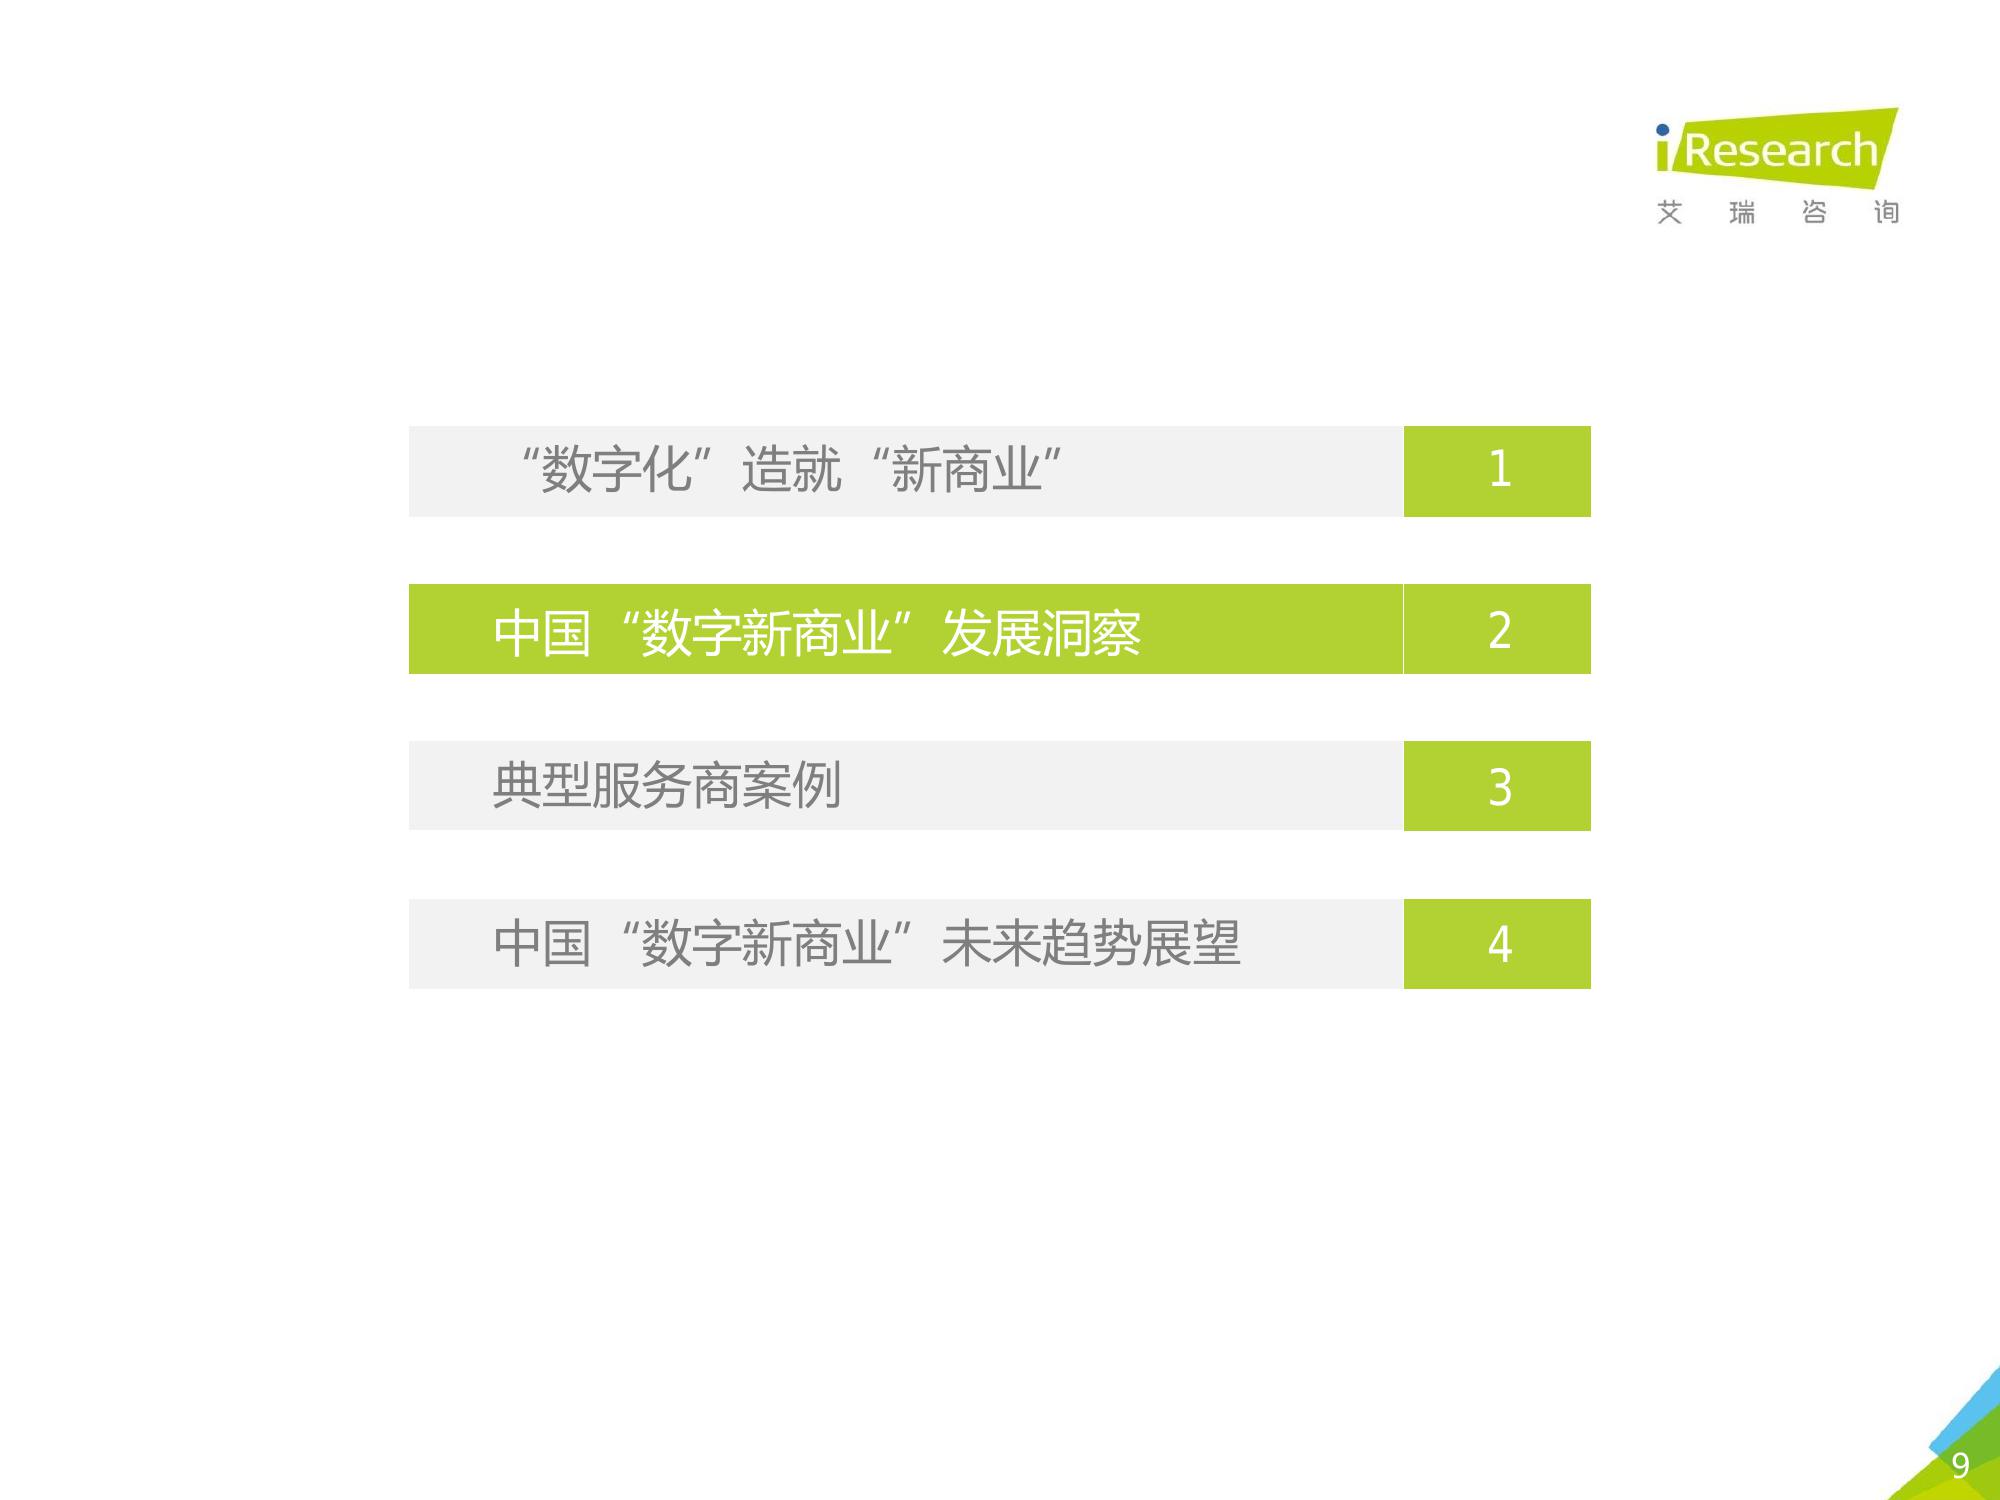 iResearch
艾瑞咨询
“数字化”造就“新商业” 1
中国“数字新商业”发展洞察 2
典型服务商案例 3
中国“数字新商业”未来趋势展望 4
9